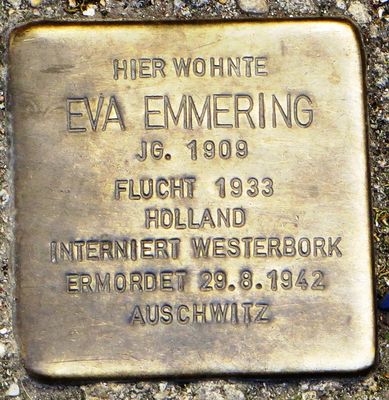 HIER WOHNTE
EVA EMMERING
JG. 1909
FLUCHT 1933
HOLLAND
INTERNIERT WESTERBORK
ERMORDET 29.8.1942
AUSCHWITZ